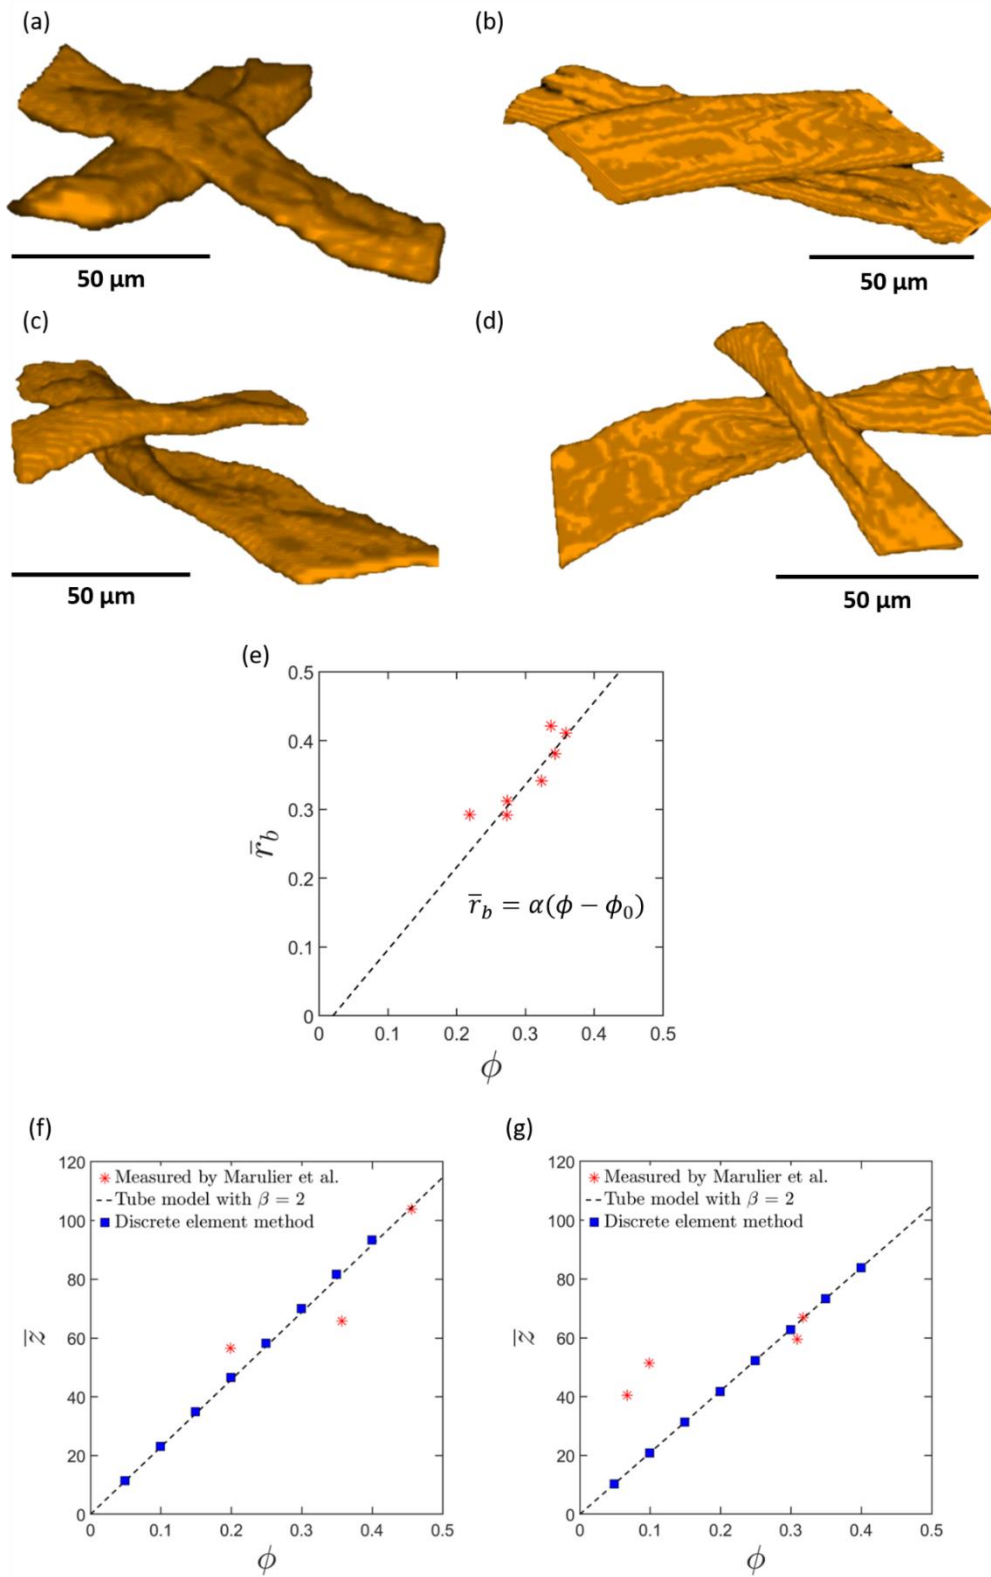 (a)
(b)
50 μm
50 μm
(c)
(d)
50 μm
50 μm
(e)
0.5
0.4
0.3
0.2
0.1
0
r̅_b
r̅_b = α(ϕ − ϕ_0)
0 0.1 0.2 0.3 0.4 0.5
ϕ
(f)
120
100
80
60
40
20
0
z̅
Measured by Marulier et al.
Tube model with β = 2
Discrete element method
0 0.1 0.2 0.3 0.4 0.5
ϕ
(g)
120
100
80
60
40
20
0
z̅
Measured by Marulier et al.
Tube model with β = 2
Discrete element method
0 0.1 0.2 0.3 0.4 0.5
ϕ